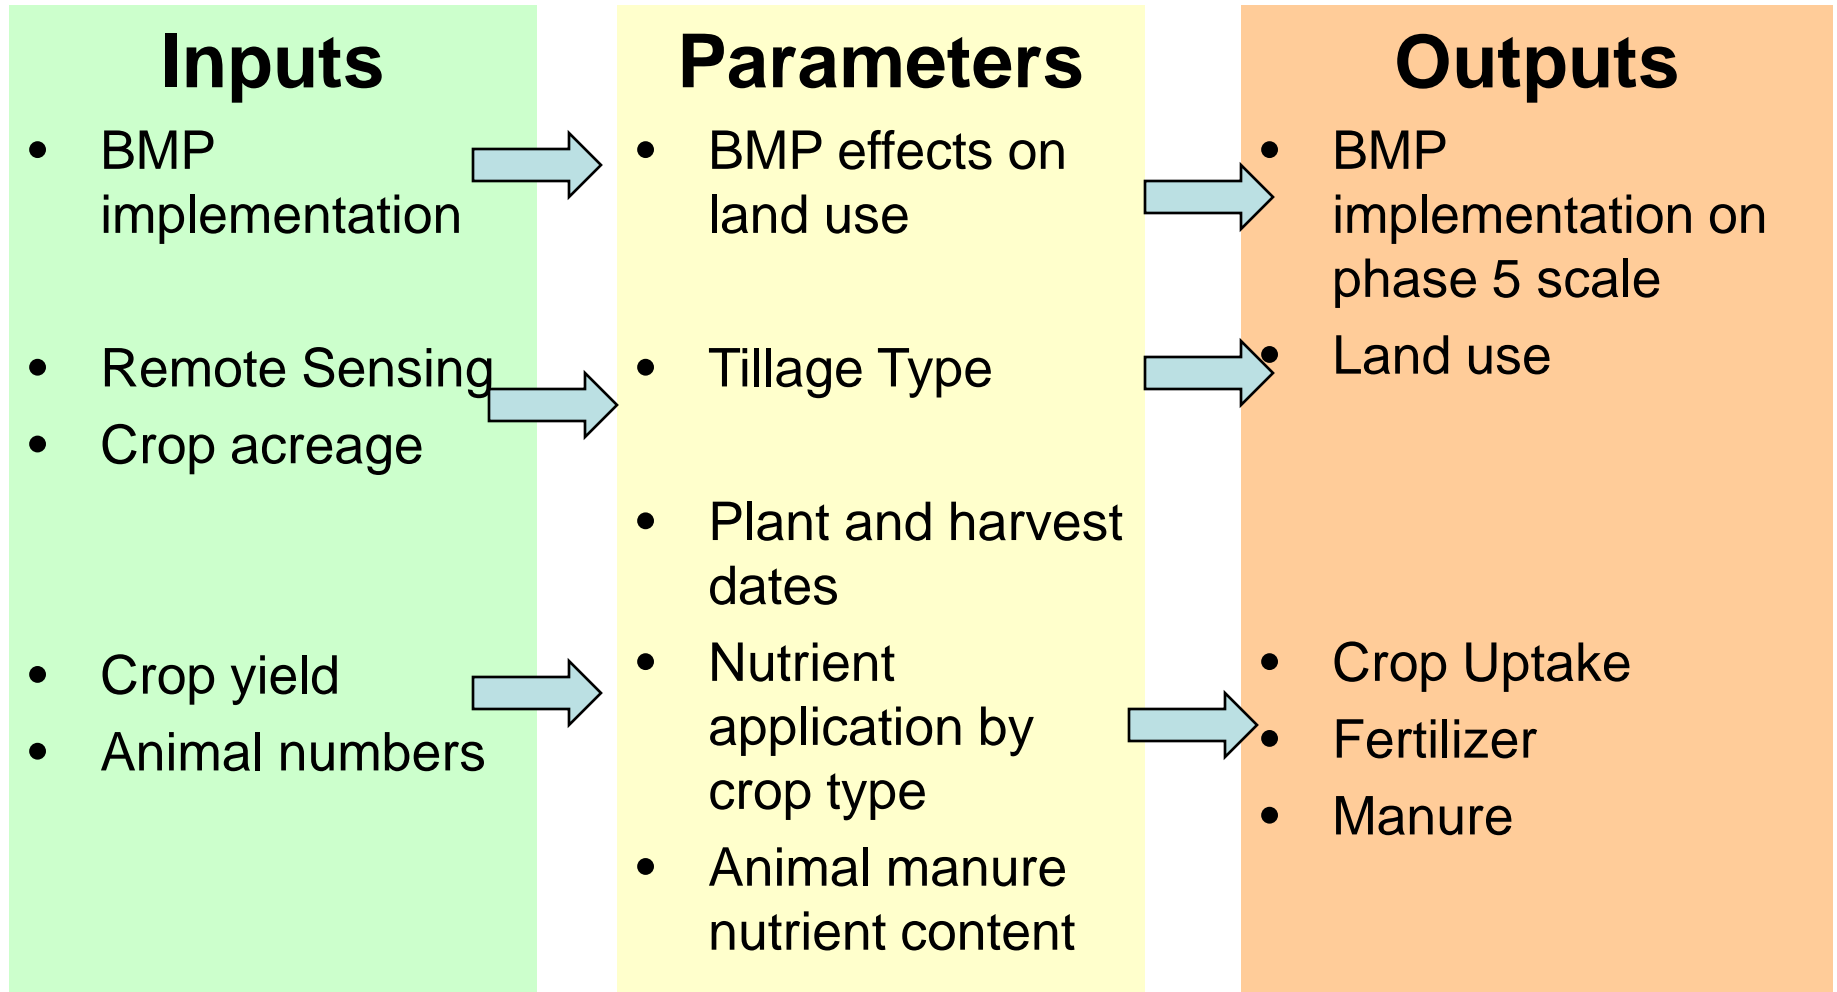 Inputs
• BMP
implementation
• Remote Sensing
• Crop acreage
• Crop yield
• Animal numbers
Parameters
• BMP effects on
land use
• Tillage Type
• Plant and harvest
dates
• Nutrient
application by
crop type
• Animal manure
nutrient content
Outputs
• BMP
implementation on
phase 5 scale
• Land use
• Crop Uptake
• Fertilizer
• Manure